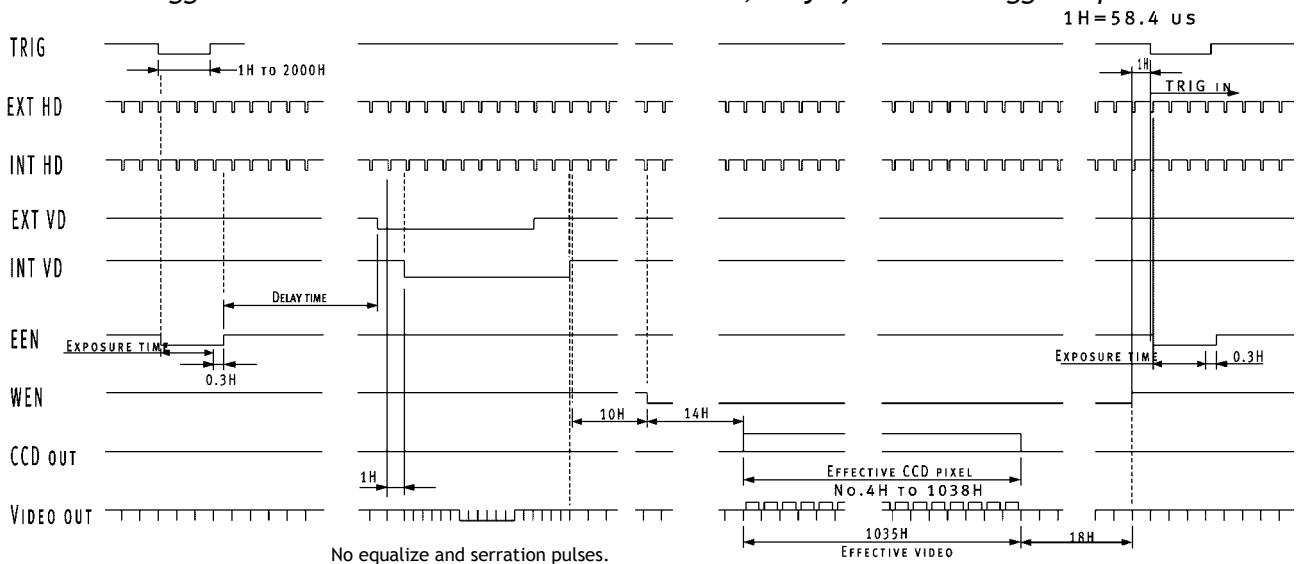 1H=58.4 us
TRIG
1H TO 2000H
1H
TRIG IN
EXT HD
INT HD
EXT VD
INT VD
DELAY TIME
EEN
EXPOSURE TIME
0.3H
EXPOSURE TIME
0.3H
WEN
10H
14H
CCD OUT
1H
EFFECTIVE CCD PIXEL
NO.4H TO 1038H
VIDEO OUT
1035H
EFFECTIVE VIDEO
18H
No equalize and serration pulses.